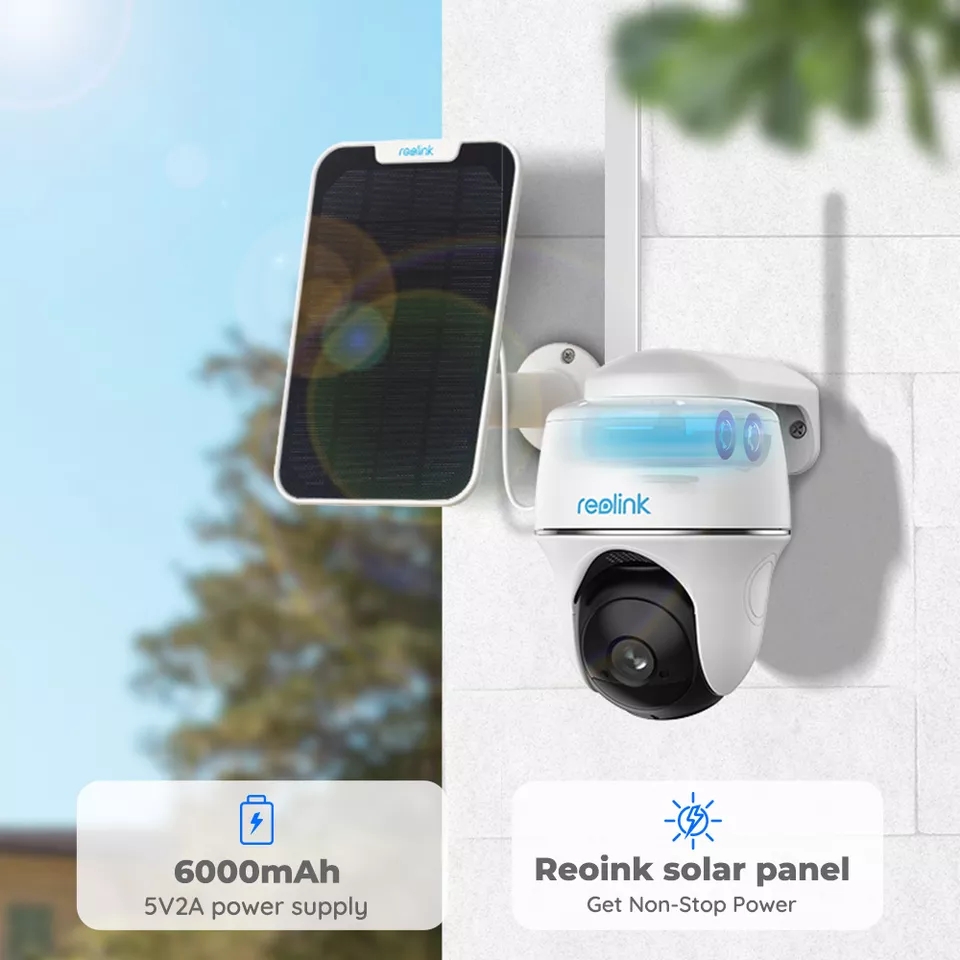 reolink
reolink
6000mAh
5V2A power supply
Reoink solar panel
Get Non-Stop Power